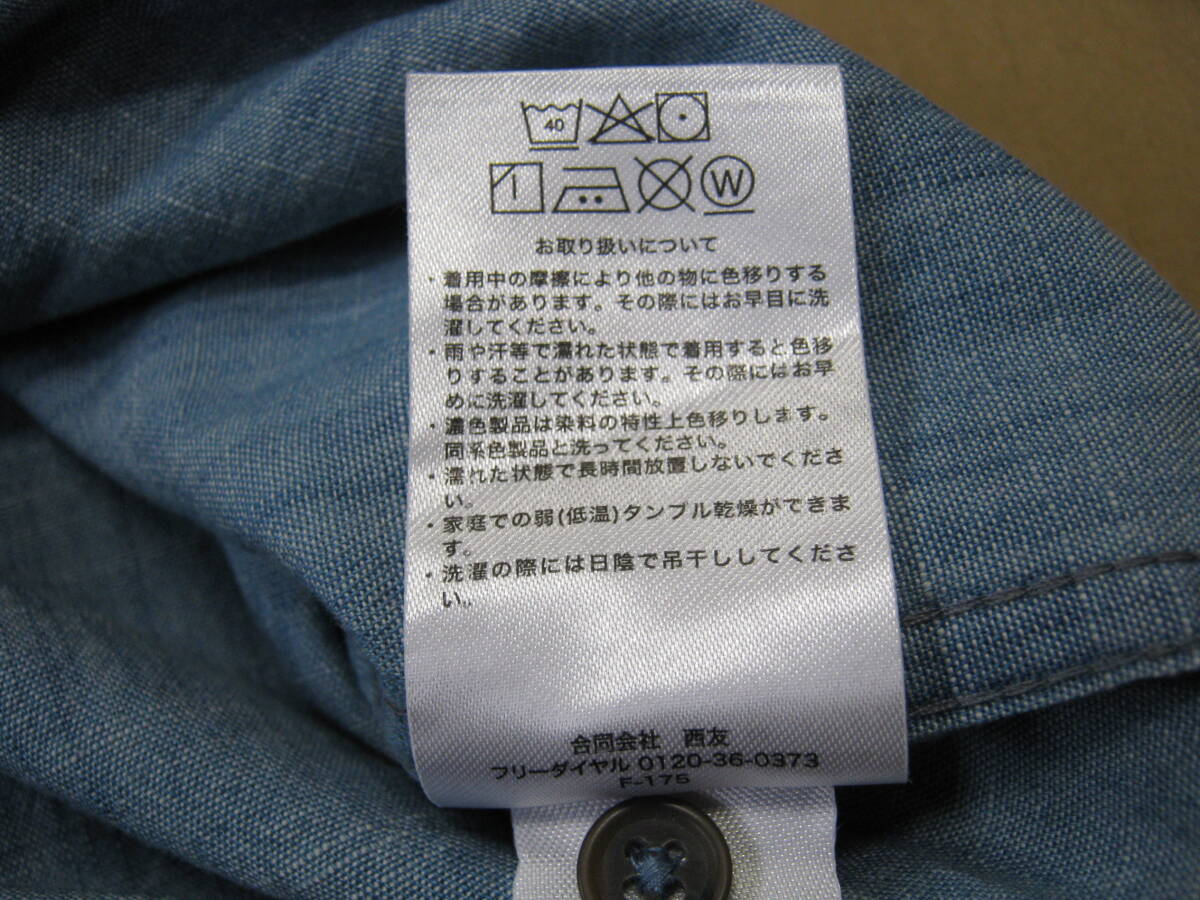 40
W
お取り扱いについて
・着用中の摩擦により他の物に色移りする
場合があります。その際にはお早目に洗
濯してください。
・雨や汗等で濡れた状態で着用すると色移
りすることがあります。その際にはお早
めに洗濯してください。
・濃色製品は染料の特性上色移りします。
同系色製品と洗ってください。
・濡れた状態で長時間放置しないでくださ
い。
・家庭での弱(低温)タンブル乾燥ができま
す。
・洗濯の際には日陰で吊干ししてくださ
い。
合同会社 西友
フリーダイヤル 0120-36-0373
F-175